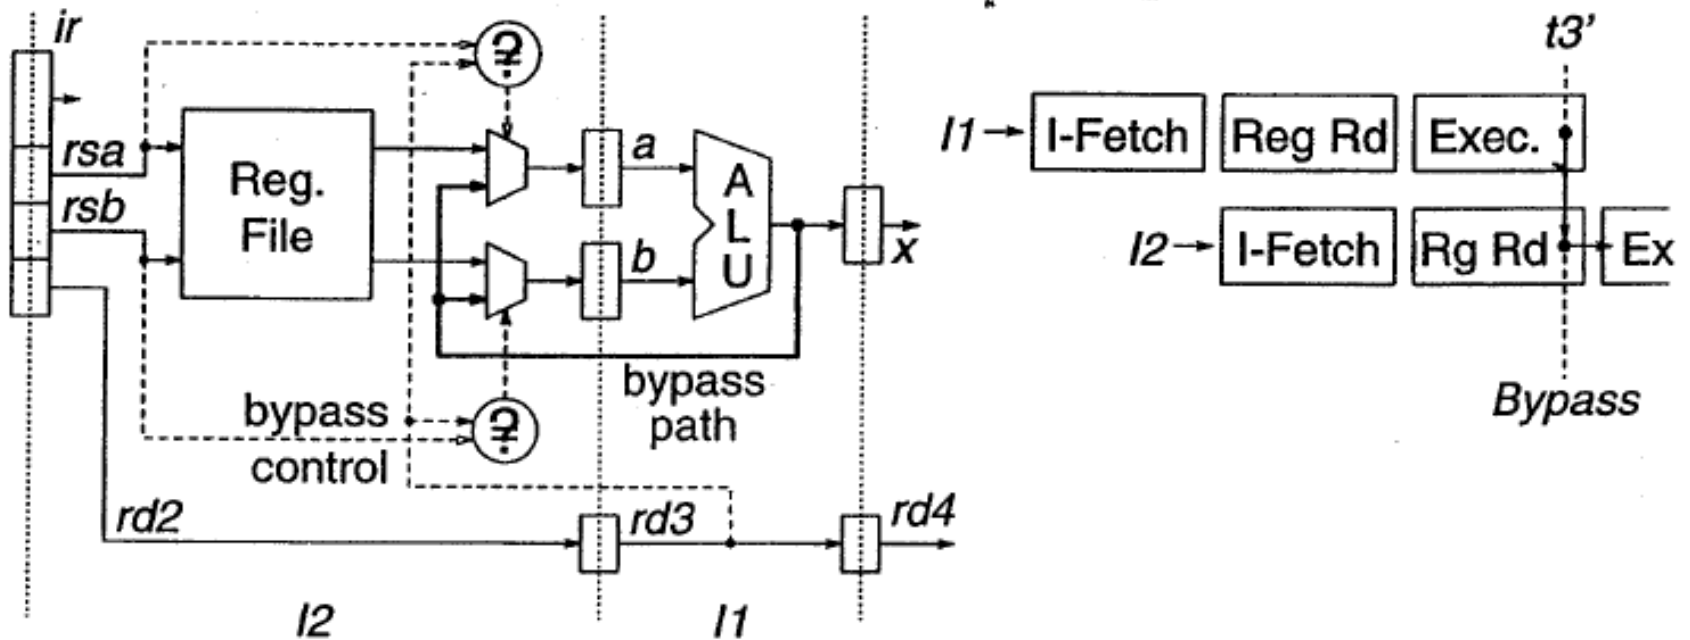 ir
rsa
rsb
Reg.
File
a
b
A
L
U
x
bypass
path
bypass
control
rd2
rd3
rd4
I2
I1
t3'
I1
I-Fetch
Reg Rd
Exec.
I2
I-Fetch
Rg Rd
Ex
Bypass